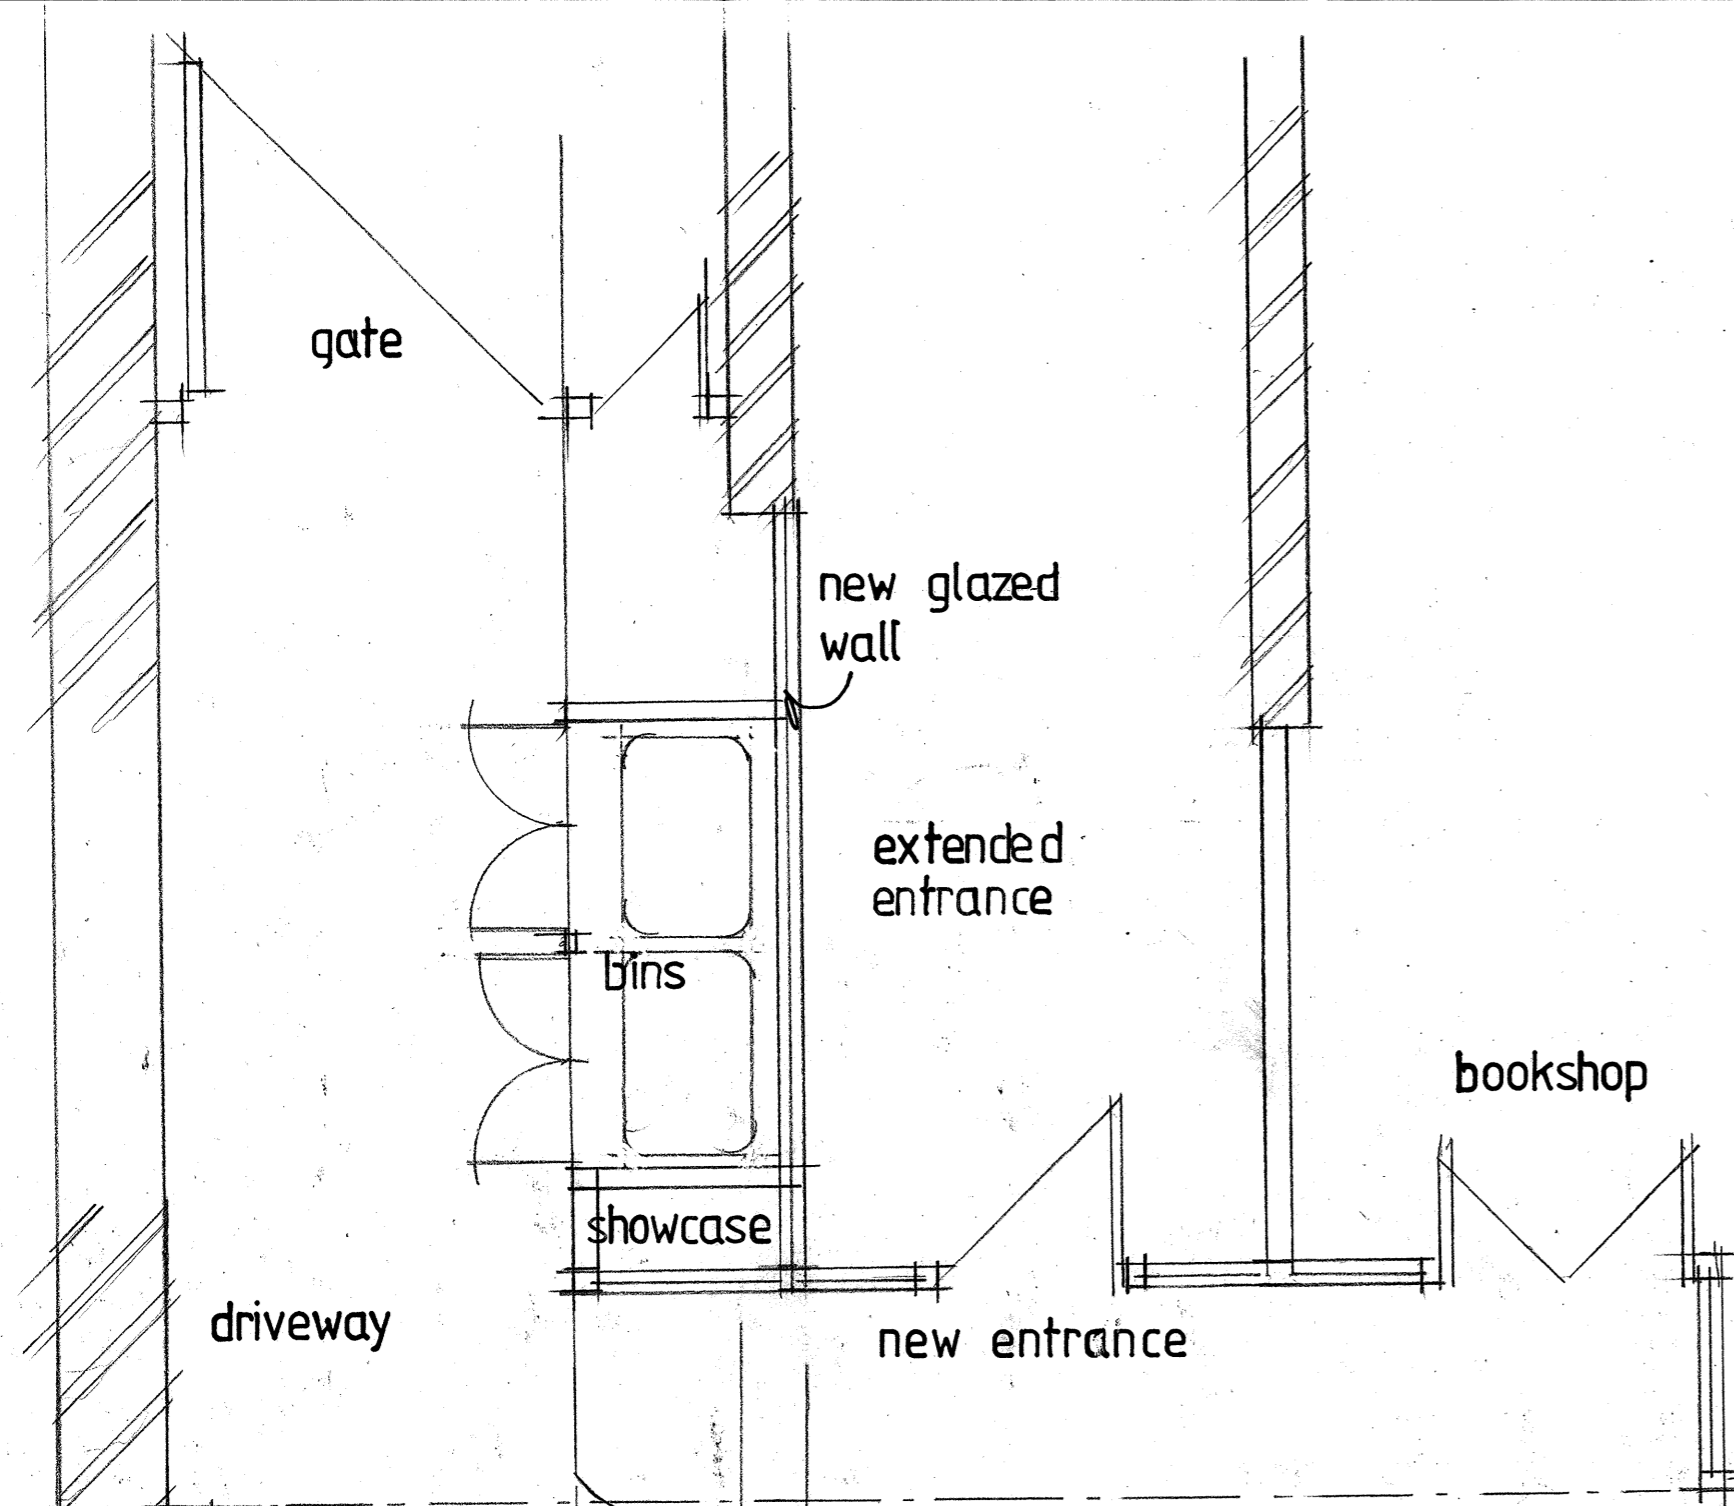 gate
new glazed
wall
extended
entrance
bins
bookshop
showcase
driveway
new entrance